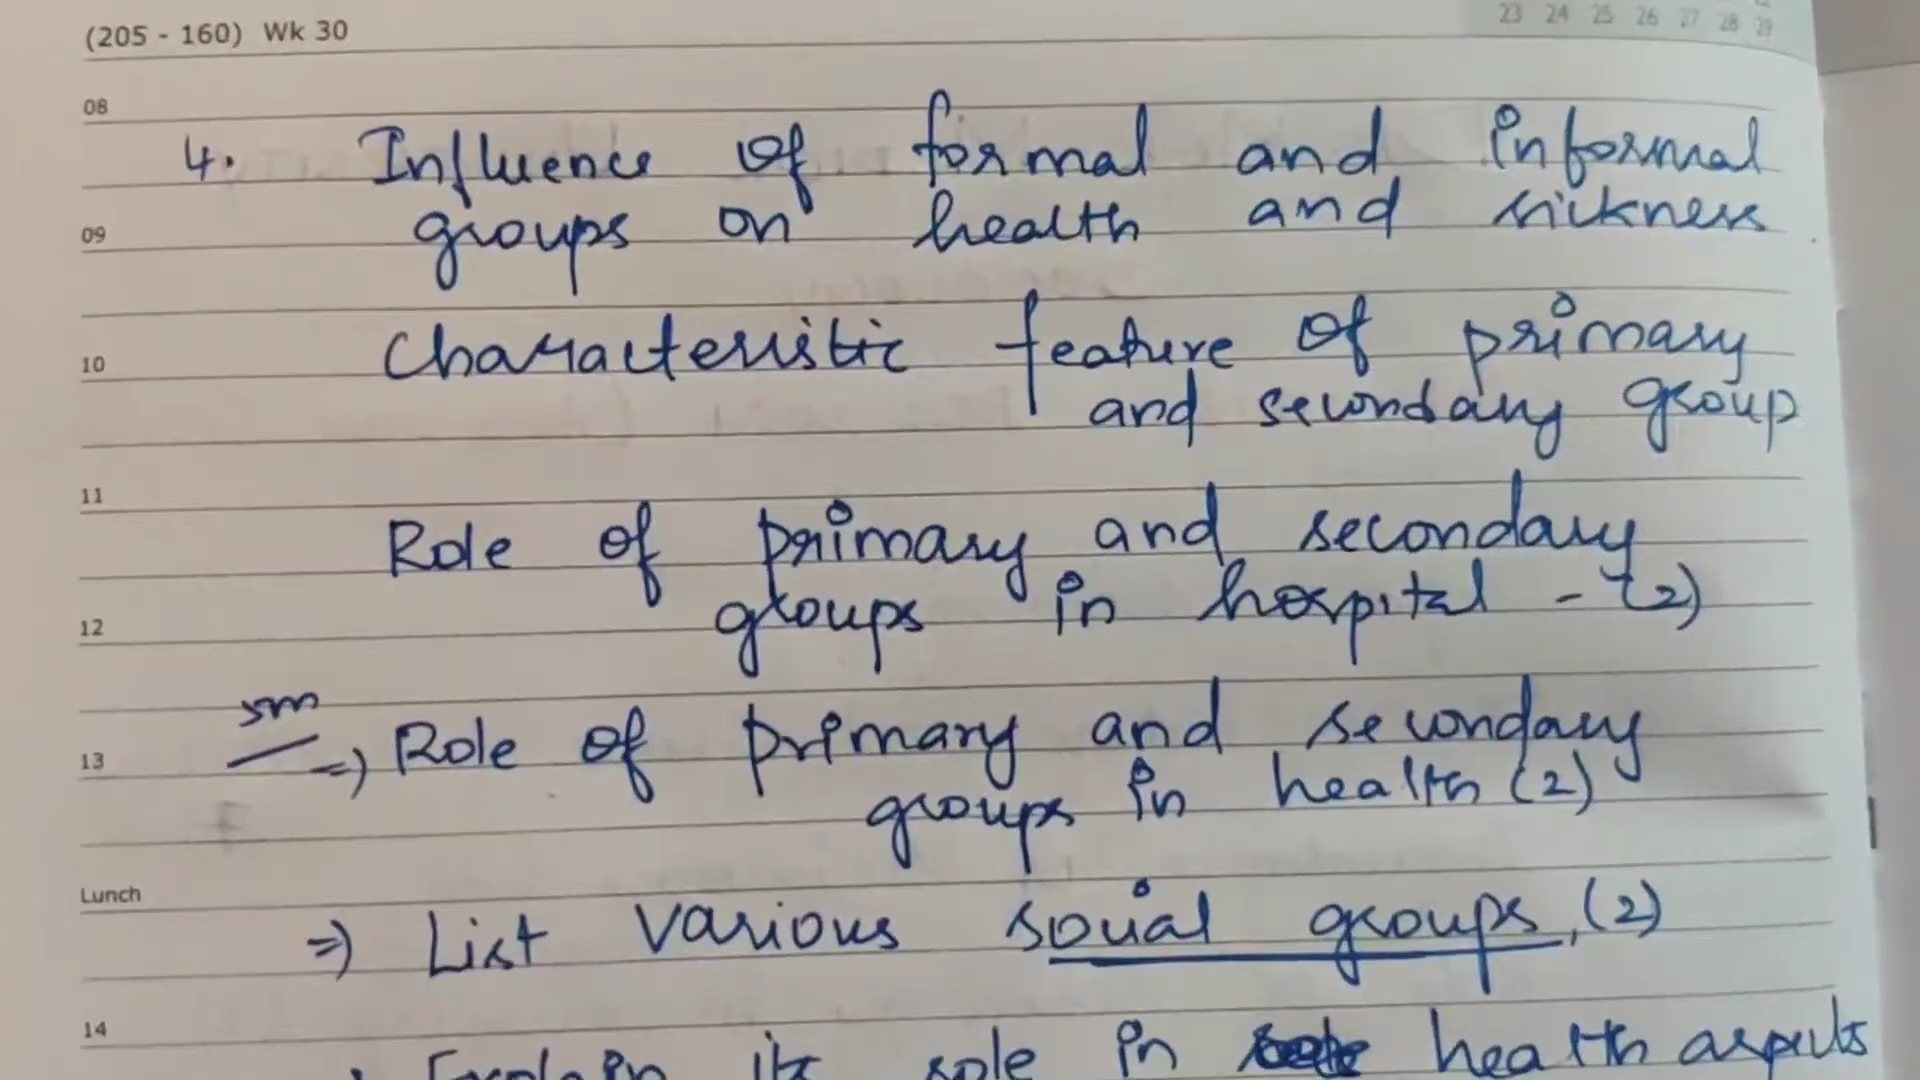 (205 - 160) Wk 30
23 24 25 26 27 28 29
08
4. Influence of formal and informal
groups on health and sickness
09
10
Characteristic feature of primary
and secondary group
11
Role of primary and secondary
groups in hospital - (2)
12
5m
13
=) Role of primary and secondary
groups in health (2)
Lunch
=) List various social groups, (2)
14
Explain its role in health aspects